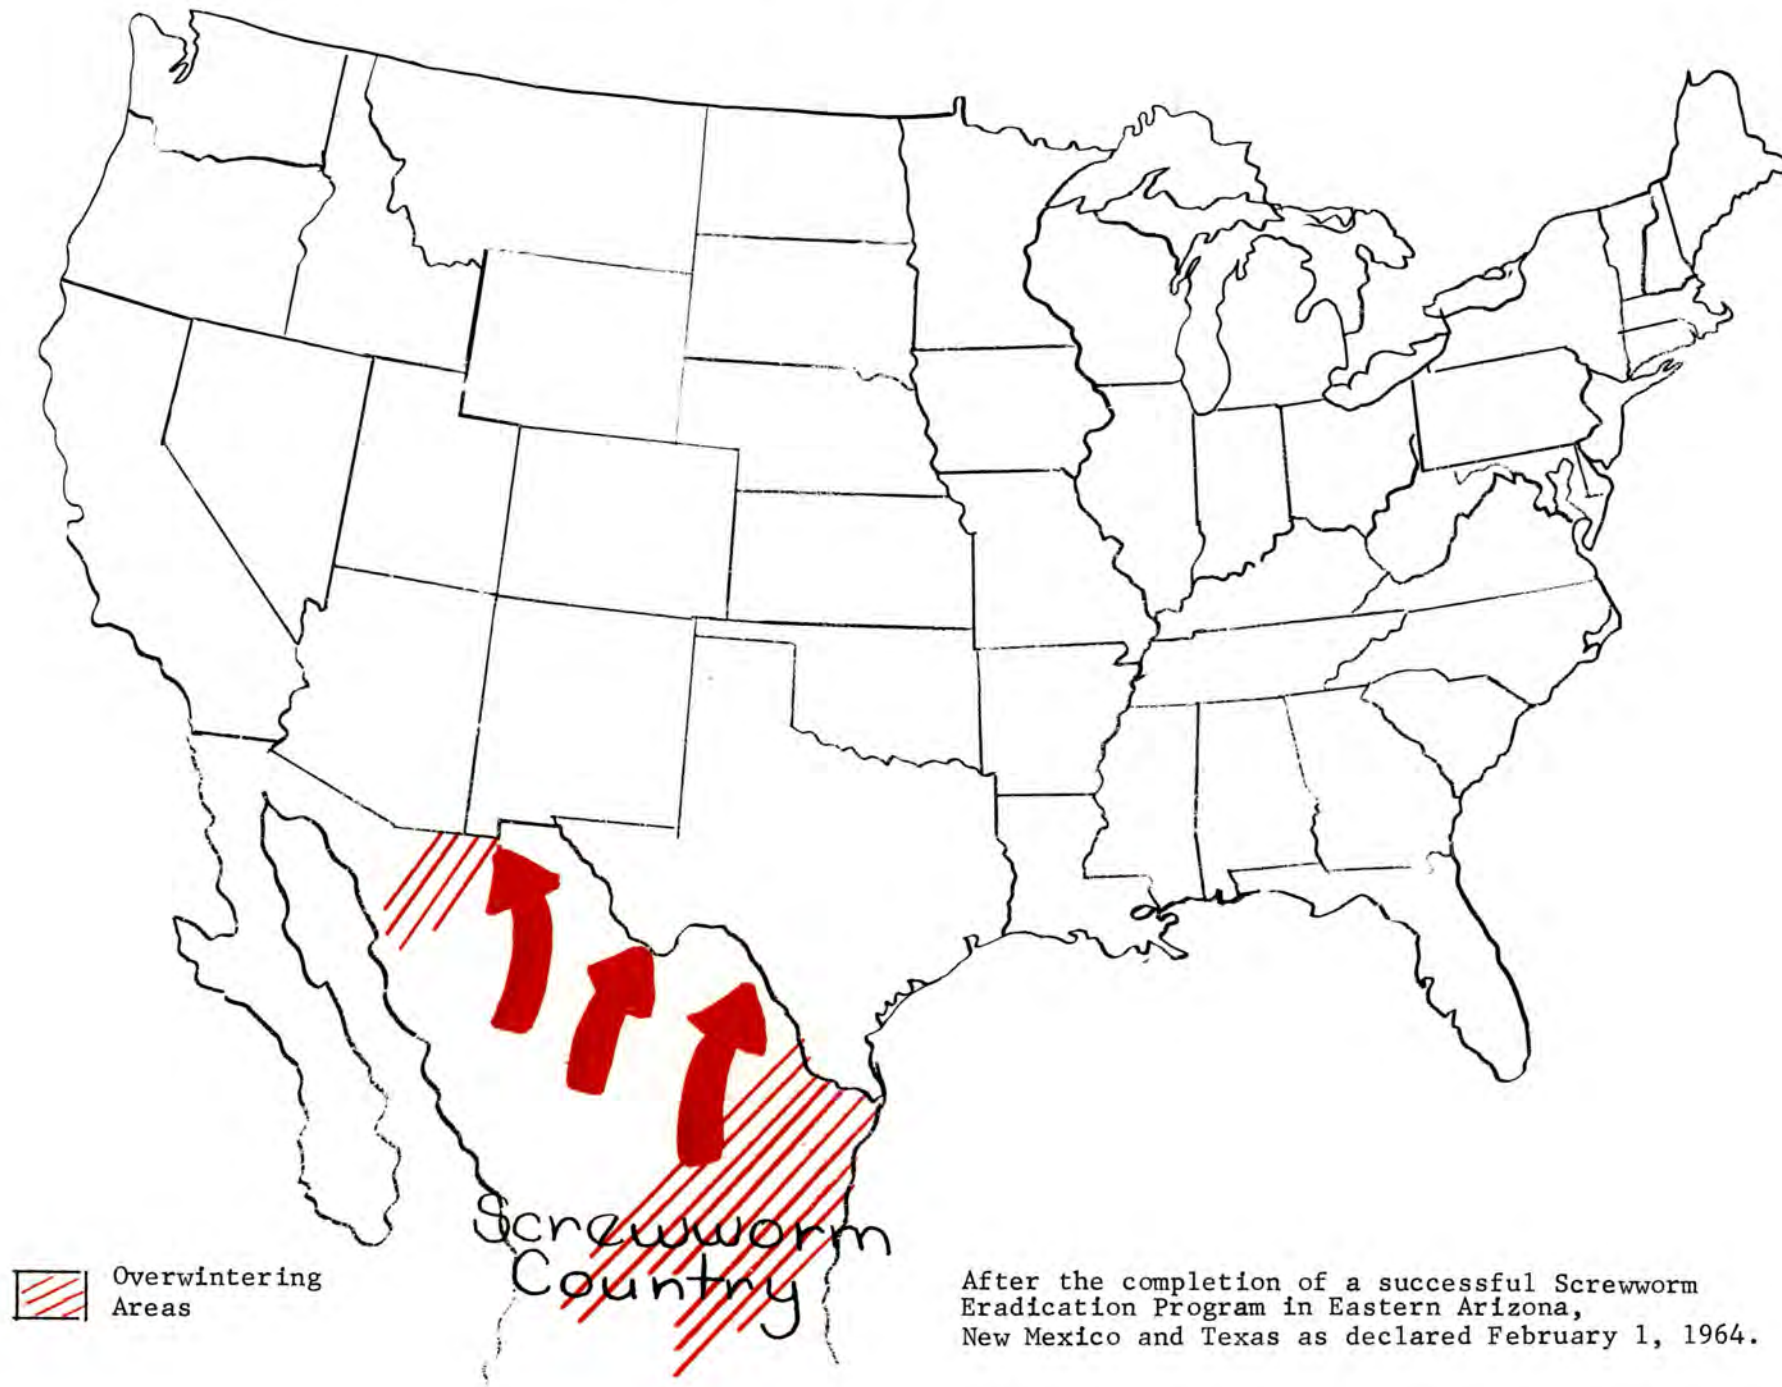 Screwworm
Country
Overwintering
Areas
After the completion of a successful Screwworm
Eradication Program in Eastern Arizona,
New Mexico and Texas as declared February 1, 1964.